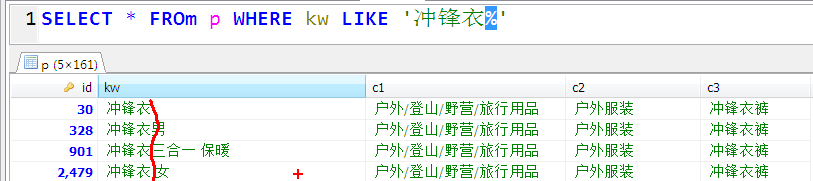 1 SELECT * FROm p WHERE kw LIKE '冲锋衣%'
p (5×161)
id kw c1 c2 c3
30 冲锋衣 户外/登山/野营/旅行用品 户外服装 冲锋衣裤
328 冲锋衣男 户外/登山/野营/旅行用品 户外服装 冲锋衣裤
901 冲锋衣三合一 保暖 户外/登山/野营/旅行用品 户外服装 冲锋衣裤
2,479 冲锋衣女 户外/登山/野营/旅行用品 户外服装 冲锋衣裤